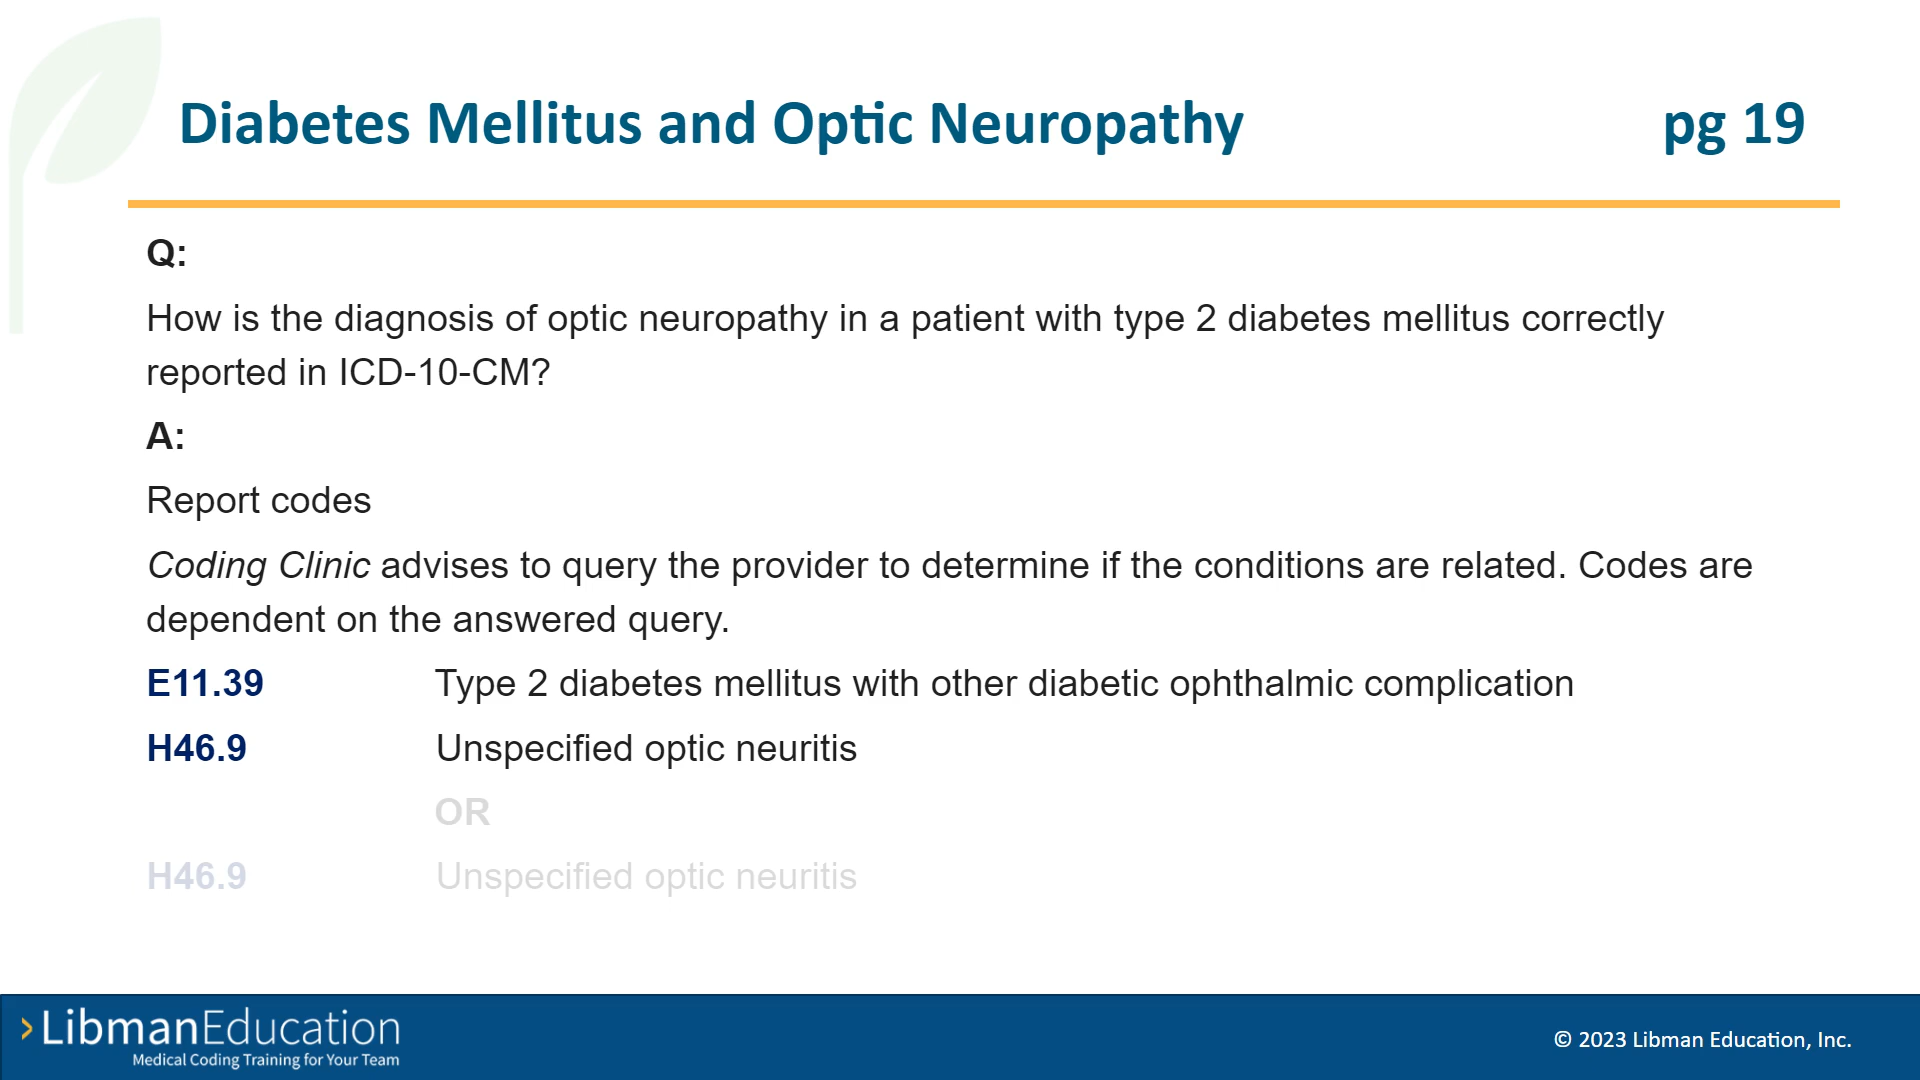 Diabetes Mellitus and Optic Neuropathy pg 19
Q:
How is the diagnosis of optic neuropathy in a patient with type 2 diabetes mellitus correctly
reported in ICD-10-CM?
A:
Report codes
Coding Clinic advises to query the provider to determine if the conditions are related. Codes are
dependent on the answered query.
E11.39 Type 2 diabetes mellitus with other diabetic ophthalmic complication
H46.9 Unspecified optic neuritis
OR
H46.9 Unspecified optic neuritis
LibmanEducation
Medical Coding Training for Your Team
© 2023 Libman Education, Inc.